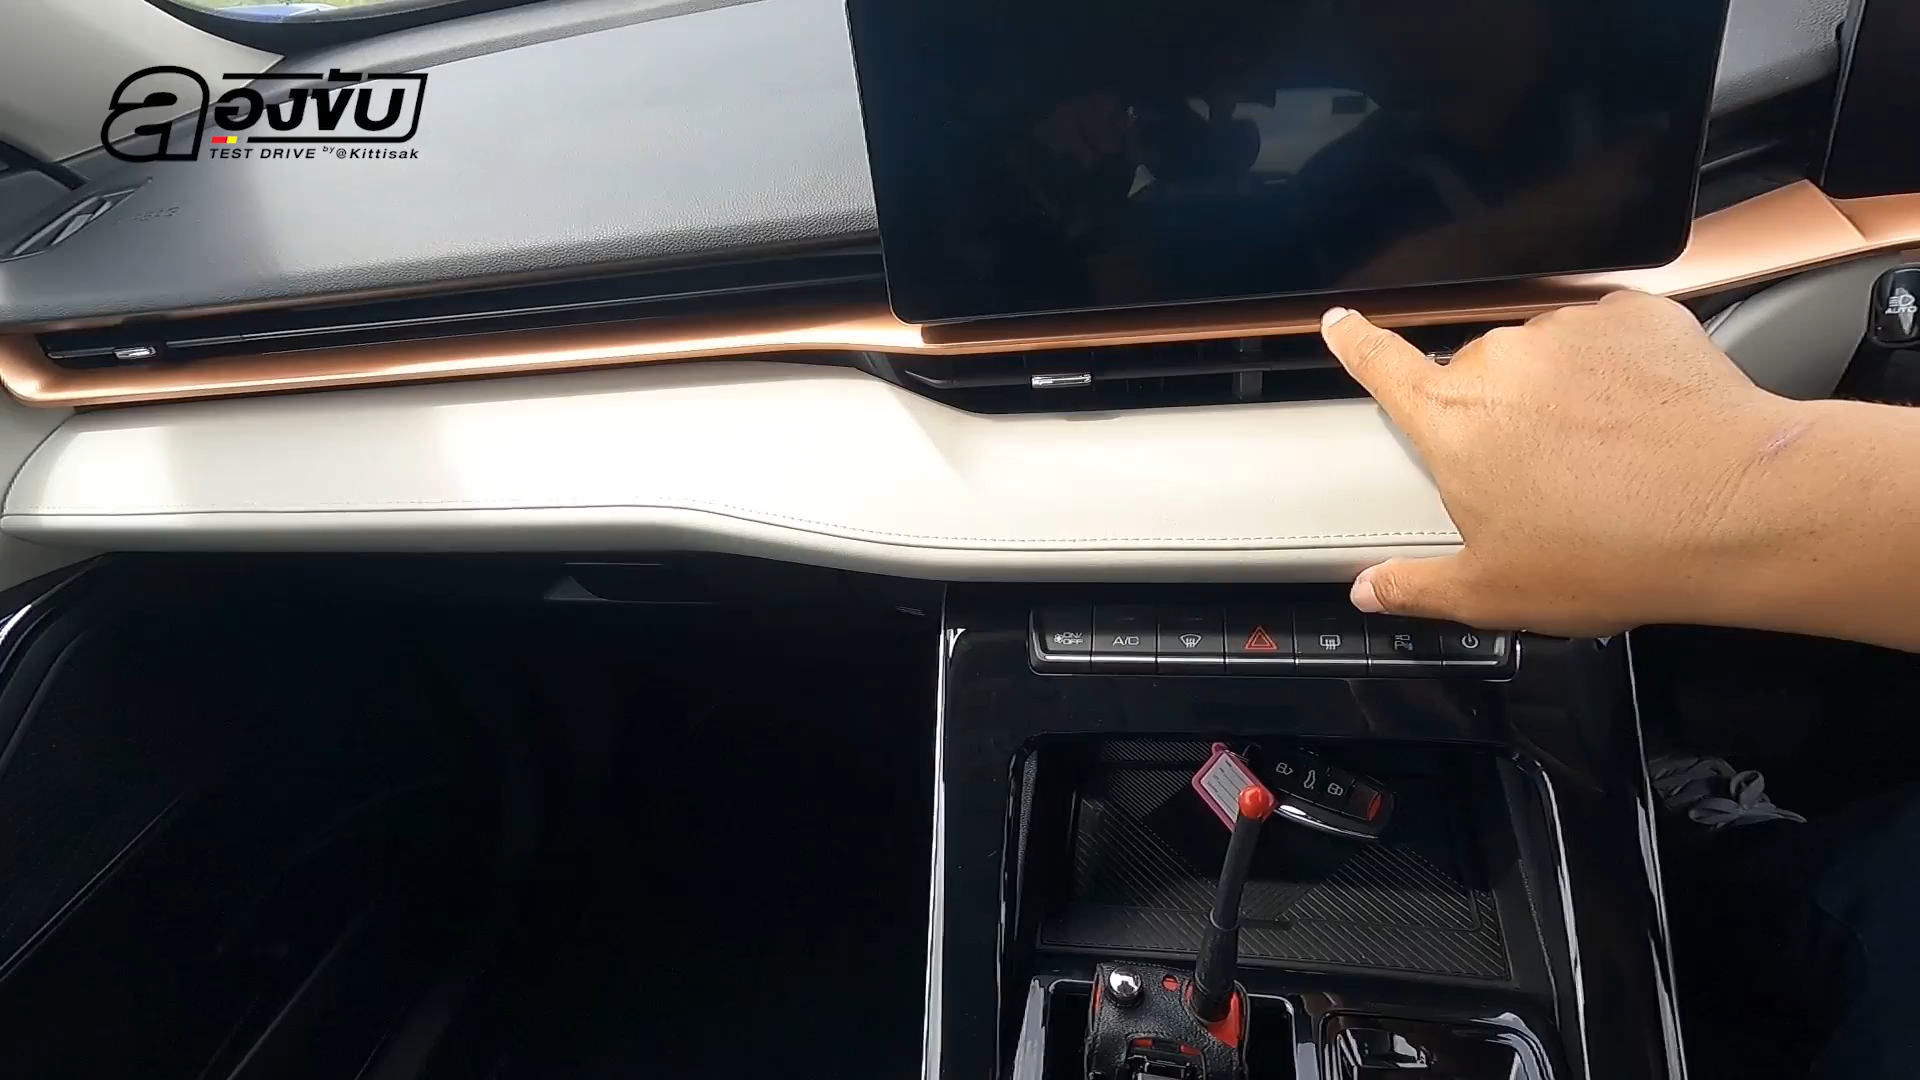 ลองขับ
TEST DRIVE by @Kittisak
AUTO
ON/OFF
A/C